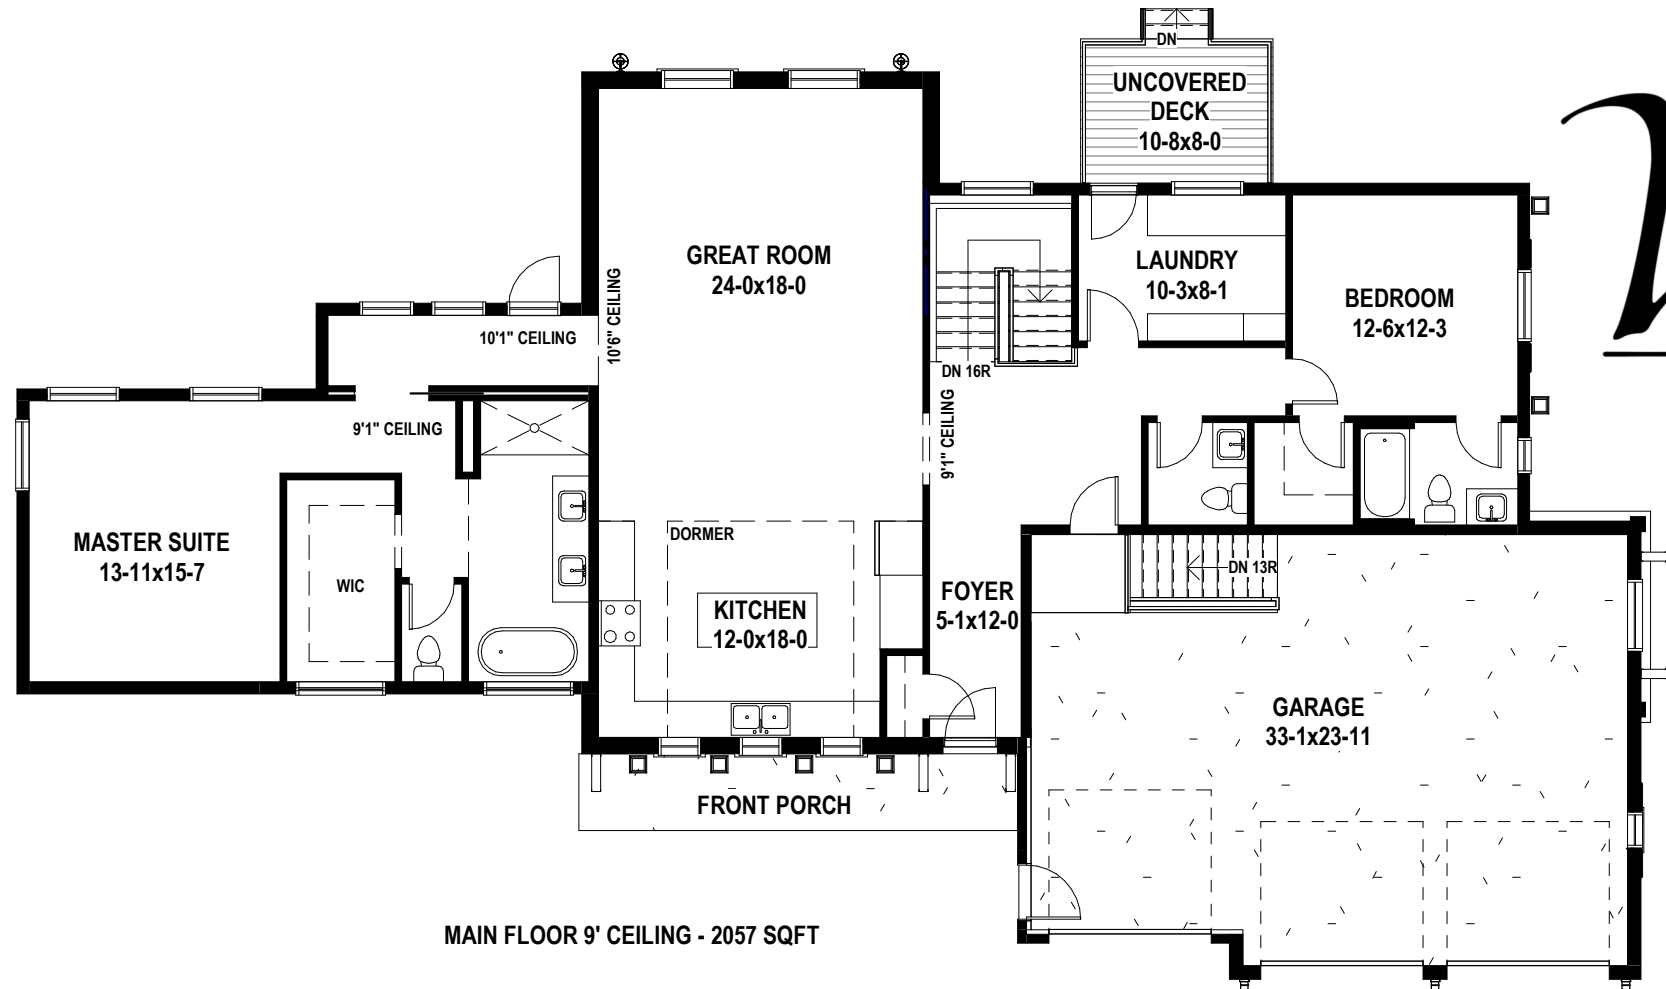 DN
UNCOVERED
DECK
10-8x8-0
GREAT ROOM
24-0x18-0
LAUNDRY
10-3x8-1
BEDROOM
12-6x12-3
10'1" CEILING
10'6" CEILING
DN 16R
9'1" CEILING
9'1" CEILING
MASTER SUITE
13-11x15-7
WIC
DORMER
KITCHEN
12-0x18-0
FOYER
5-1x12-0
DN 13R
GARAGE
33-1x23-11
FRONT PORCH
MAIN FLOOR 9' CEILING - 2057 SQFT